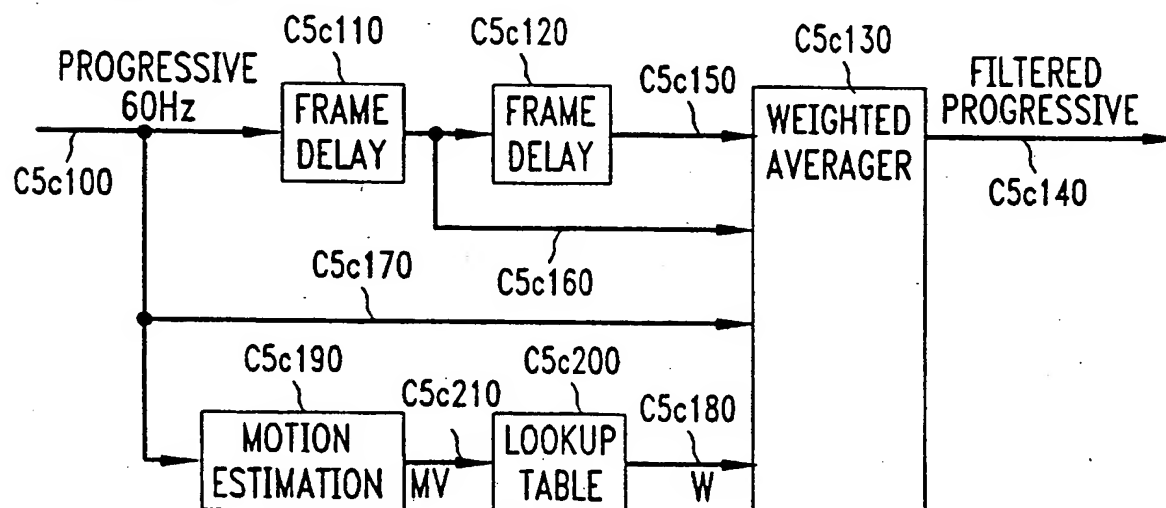 C5c110
C5c120
C5c130
PROGRESSIVE
60Hz
FRAME
DELAY
FRAME
DELAY
C5c150
WEIGHTED
AVERAGER
FILTERED
PROGRESSIVE
C5c100
C5c140
C5c170
C5c160
C5c190
C5c210
C5c200
C5c180
MOTION
ESTIMATION
MV
LOOKUP
TABLE
W